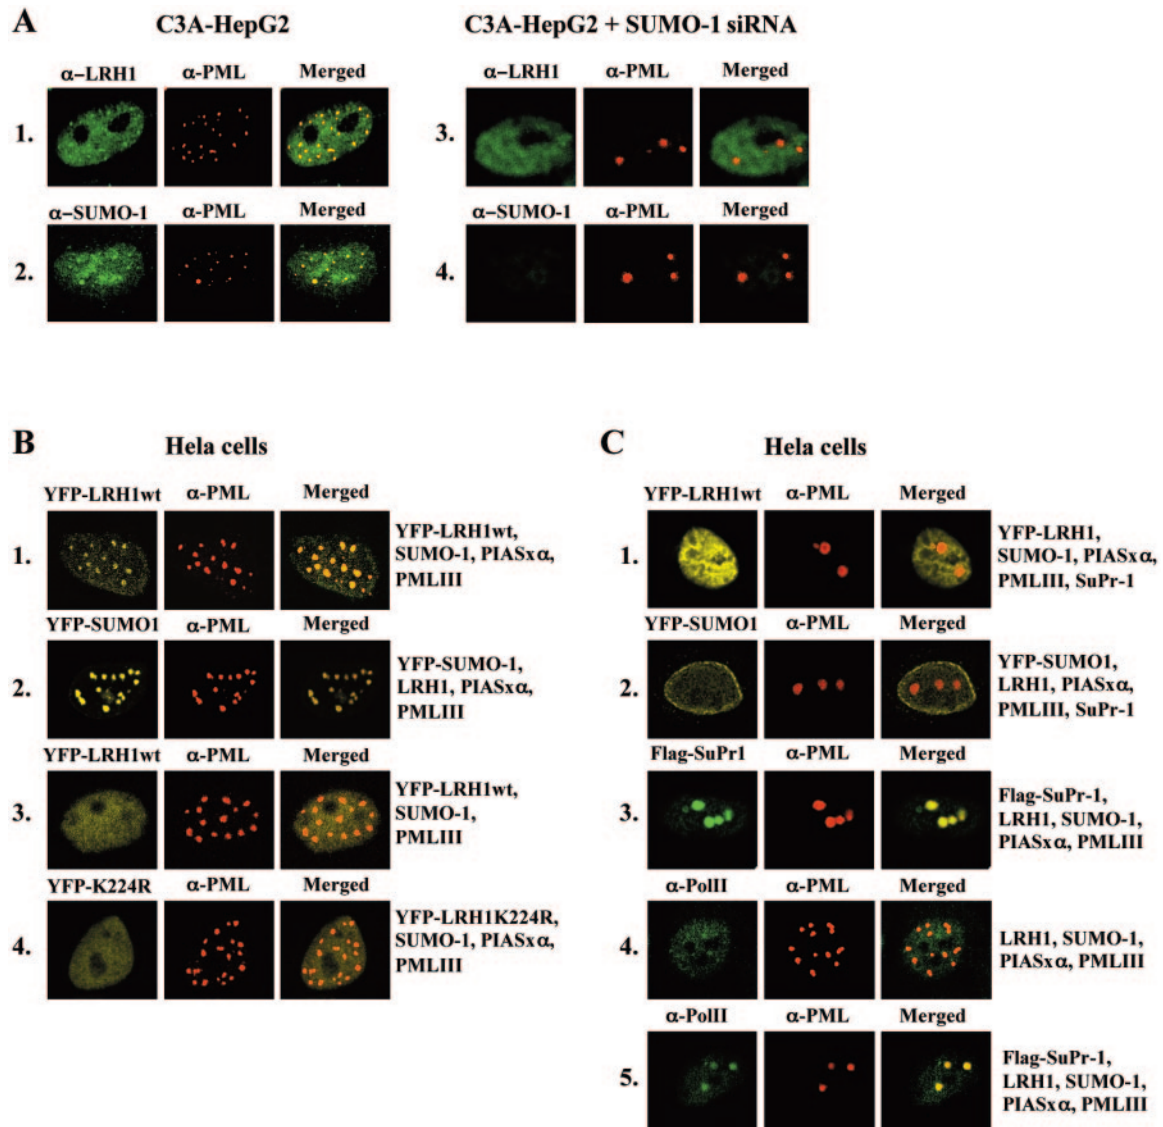 A
C3A-HepG2
C3A-HepG2 + SUMO-1 siRNA
α–LRH1 α-PML Merged
1.
α–LRH1 α-PML Merged
3.
α–SUMO-1 α-PML Merged
2.
α–SUMO-1 α-PML Merged
4.
B
Hela cells
YFP-LRH1wt α-PML Merged
1.
YFP-LRH1wt,
SUMO-1, PIASxα,
PMLIII
YFP-SUMO1 α-PML Merged
2.
YFP-SUMO-1,
LRH1, PIASxα,
PMLIII
YFP-LRH1wt α-PML Merged
3.
YFP-LRH1wt,
SUMO-1,
PMLIII
YFP-K224R α-PML Merged
4.
YFP-LRH1K224R,
SUMO-1, PIASxα,
PMLIII
C
Hela cells
YFP-LRH1wt α-PML Merged
1.
YFP-LRH1,
SUMO-1, PIASxα,
PMLIII, SuPr-1
YFP-SUMO1 α-PML Merged
2.
YFP-SUMO1,
LRH1, PIASxα,
PMLIII, SuPr-1
Flag-SuPr1 α-PML Merged
3.
Flag-SuPr-1,
LRH1, SUMO-1,
PIASxα, PMLIII
α-PolII α-PML Merged
4.
LRH1, SUMO-1,
PIASxα, PMLIII
α-PolII α-PML Merged
5.
Flag-SuPr-1,
LRH1, SUMO-1,
PIASxα, PMLIII